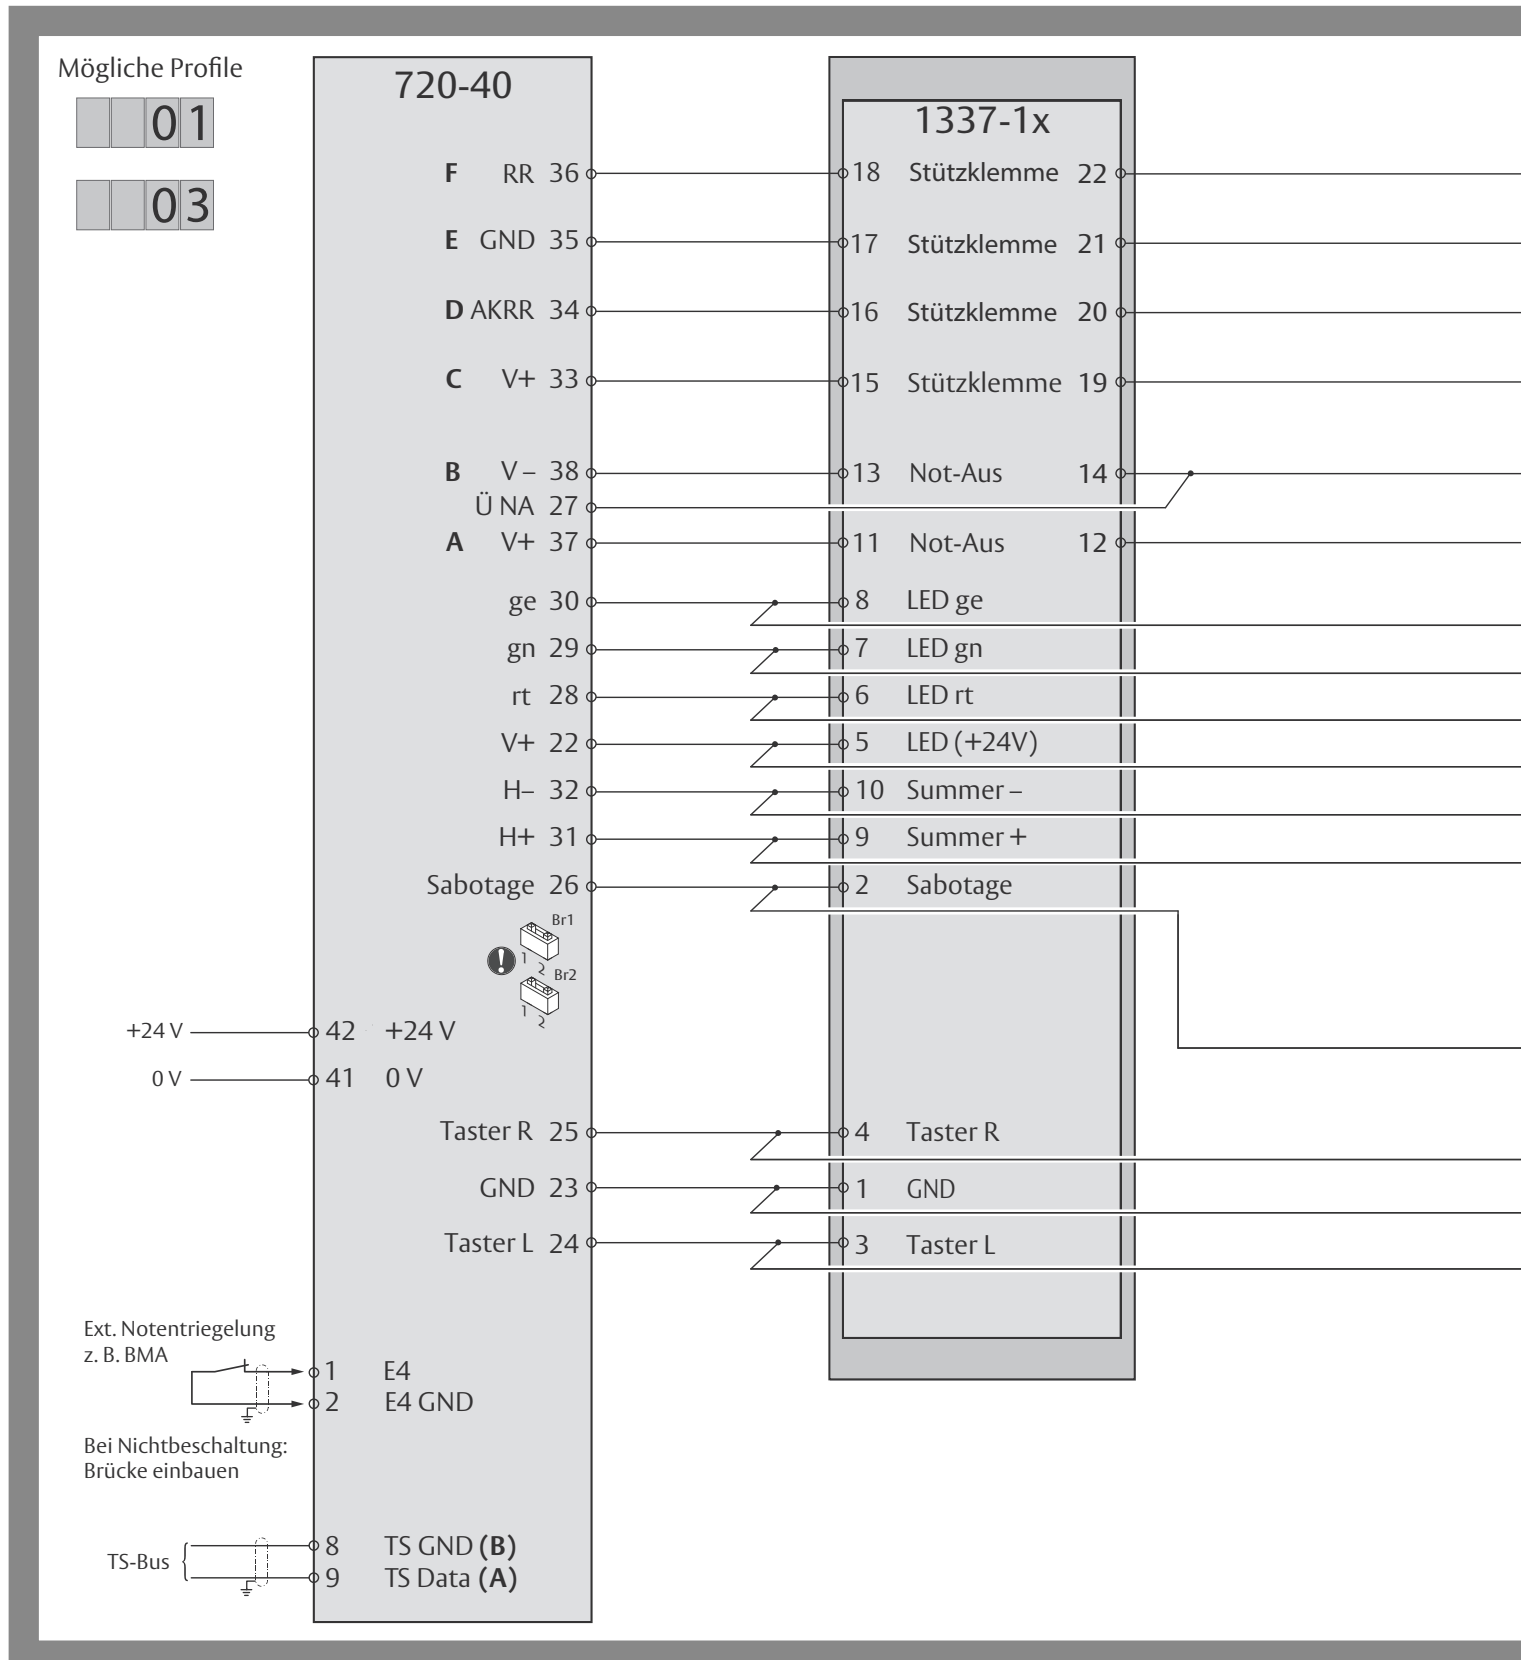 Mögliche Profile
01
03
720-40
F RR 36
E GND 35
D AKRR 34
C V+ 33
B V– 38
Ü NA 27
A V+ 37
ge 30
gn 29
rt 28
V+ 22
H– 32
H+ 31
Sabotage 26
Br1
1 2
Br2
1 2
+24 V 42 +24 V
0 V 41 0 V
Taster R 25
GND 23
Taster L 24
Ext. Notentriegelung
z. B. BMA
1 E4
2 E4 GND
Bei Nichtbeschaltung:
Brücke einbauen
TS-Bus
8 TS GND (B)
9 TS Data (A)
1337-1x
18 Stützklemme 22
17 Stützklemme 21
16 Stützklemme 20
15 Stützklemme 19
13 Not-Aus 14
11 Not-Aus 12
8 LED ge
7 LED gn
6 LED rt
5 LED (+24V)
10 Summer –
9 Summer +
2 Sabotage
4 Taster R
1 GND
3 Taster L